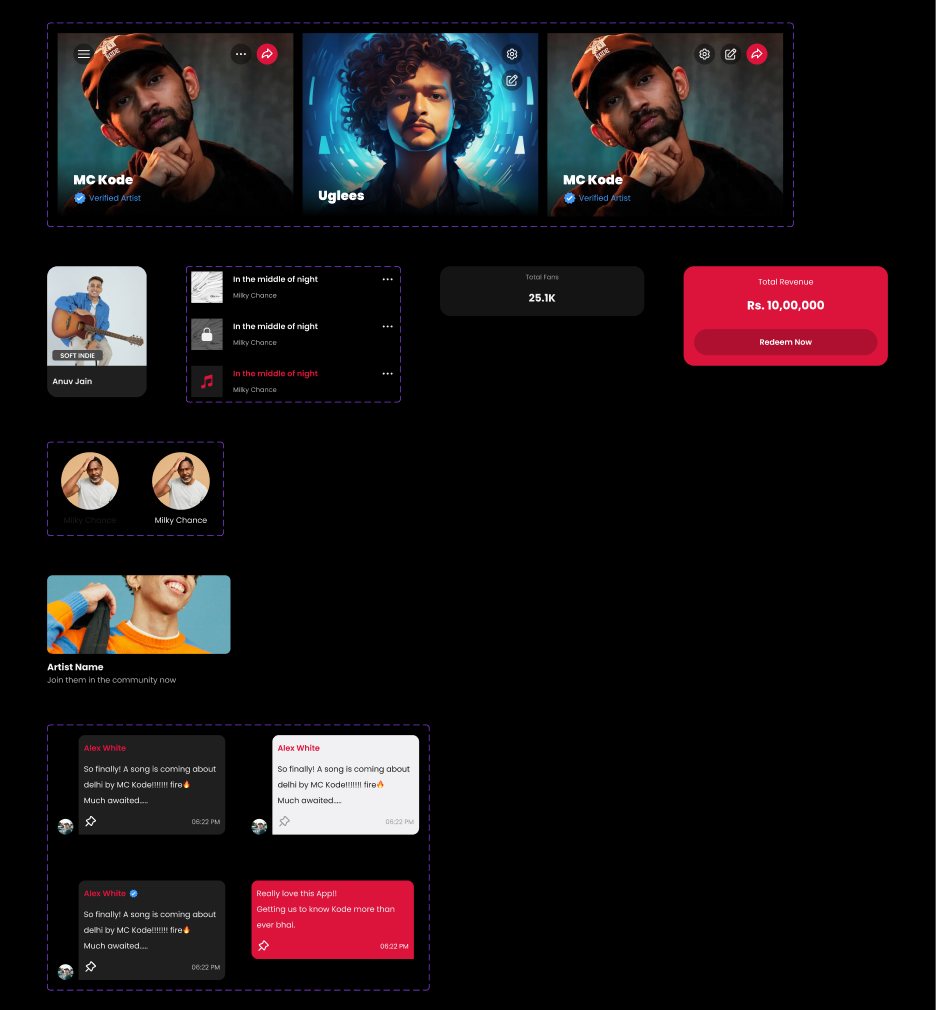 MC Kode
Verified Artist
Uglees
MC Kode
Verified Artist
SOFT INDIE
Anuv Jain
In the middle of night
Milky Chance
In the middle of night
Milky Chance
In the middle of night
Milky Chance
Total Fans
25.1K
Total Revenue
Rs. 10,00,000
Redeem Now
Milky Chance
Milky Chance
Artist Name
Join them in the community now
Alex White
So finally! A song is coming about
delhi by MC Kode!!!!!!! fire🔥
Much awaited.....
06:22 PM
Alex White
So finally! A song is coming about
delhi by MC Kode!!!!!!! fire🔥
Much awaited.....
06:22 PM
Alex White
So finally! A song is coming about
delhi by MC Kode!!!!!!! fire🔥
Much awaited.....
06:22 PM
Really love this App!!
Getting us to know Kode more than
ever bhai.
06:22 PM